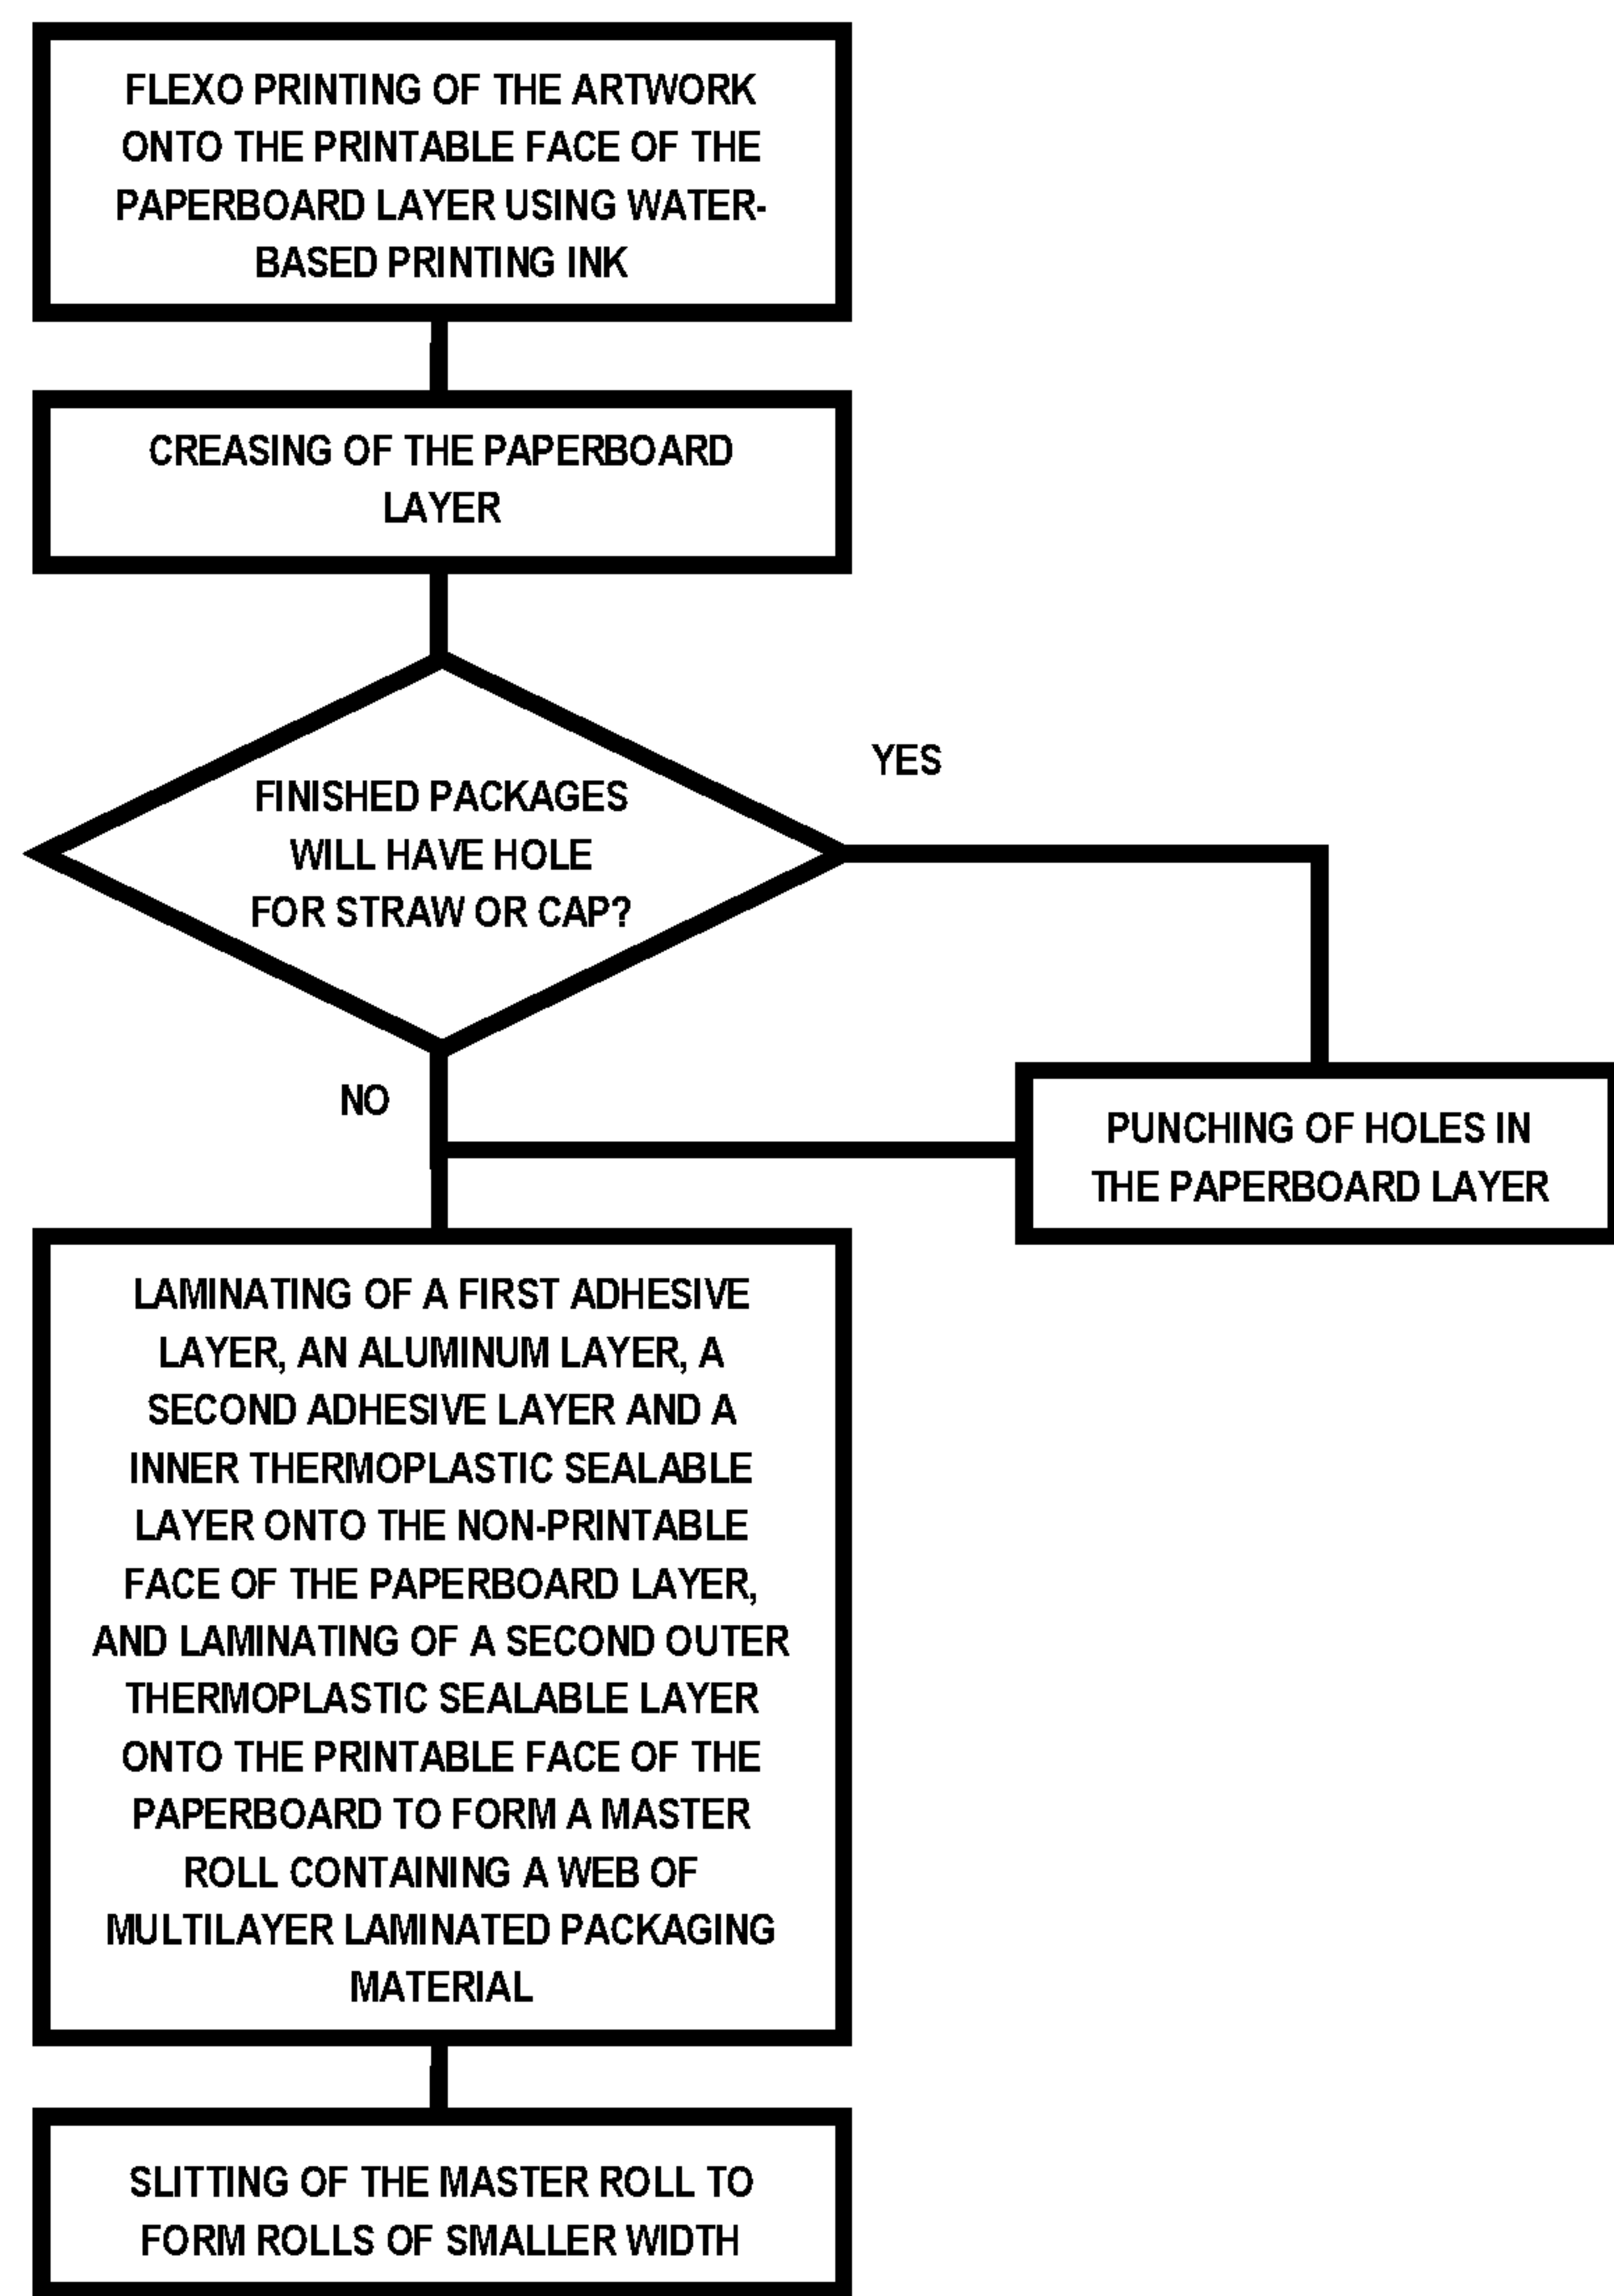 FLEXO PRINTING OF THE ARTWORK
ONTO THE PRINTABLE FACE OF THE
PAPERBOARD LAYER USING WATER-
BASED PRINTING INK
CREASING OF THE PAPERBOARD
LAYER
FINISHED PACKAGES
WILL HAVE HOLE
FOR STRAW OR CAP?
YES
NO
PUNCHING OF HOLES IN
THE PAPERBOARD LAYER
LAMINATING OF A FIRST ADHESIVE
LAYER, AN ALUMINUM LAYER, A
SECOND ADHESIVE LAYER AND A
INNER THERMOPLASTIC SEALABLE
LAYER ONTO THE NON-PRINTABLE
FACE OF THE PAPERBOARD LAYER,
AND LAMINATING OF A SECOND OUTER
THERMOPLASTIC SEALABLE LAYER
ONTO THE PRINTABLE FACE OF THE
PAPERBOARD TO FORM A MASTER
ROLL CONTAINING A WEB OF
MULTILAYER LAMINATED PACKAGING
MATERIAL
SLITTING OF THE MASTER ROLL TO
FORM ROLLS OF SMALLER WIDTH